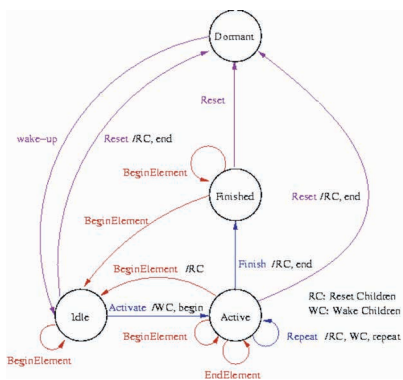 Dormant
Reset
wake-up
Reset /RC, end
BeginElement
Finished
Reset /RC, end
BeginElement
BeginElement /RC
Finish /RC, end
RC: Reset Children
WC: Wake Children
Activate /WC, begin
Idle
Active
BeginElement
Repeat /RC, WC, repeat
BeginElement
EndElement